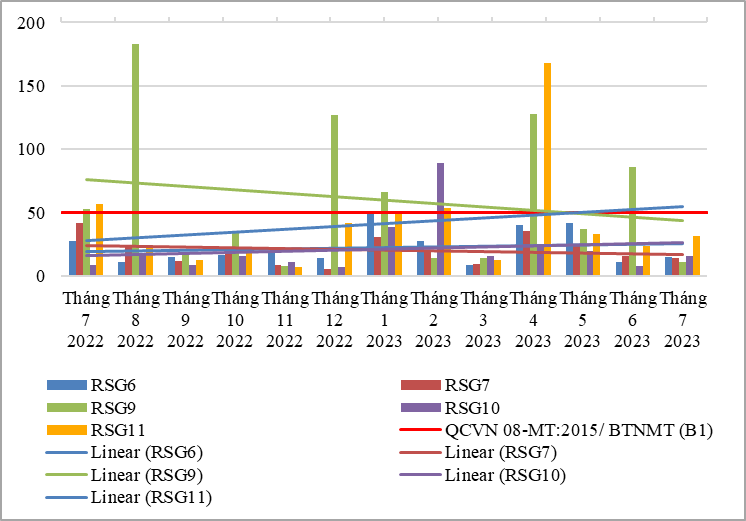 200
150
100
50
0
Tháng Tháng Tháng Tháng Tháng Tháng Tháng Tháng Tháng Tháng Tháng Tháng Tháng
7 8 9 10 11 12 1 2 3 4 5 6 7
2022 2022 2022 2022 2022 2022 2023 2023 2023 2023 2023 2023 2023
RSG6 RSG7
RSG9 RSG10
RSG11 QCVN 08-MT:2015/ BTNMT (B1)
Linear (RSG6) Linear (RSG7)
Linear (RSG9) Linear (RSG10)
Linear (RSG11)